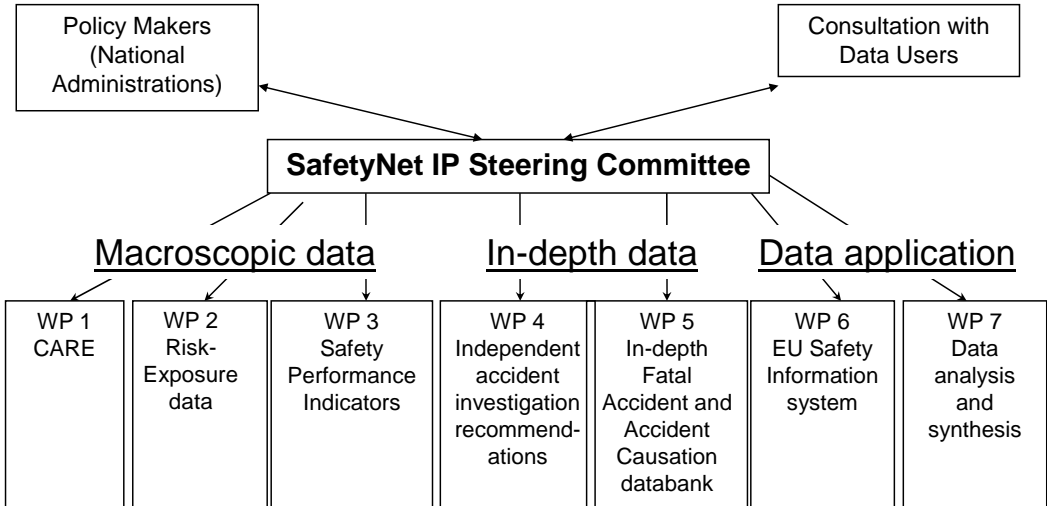 Policy Makers
(National
Administrations)
Consultation with
Data Users
SafetyNet IP Steering Committee
Macroscopic data
In-depth data
Data application
WP 1
CARE
WP 2
Risk-
Exposure
data
WP 3
Safety
Performance
Indicators
WP 4
Independent
accident
investigation
recommend-
ations
WP 5
In-depth
Fatal
Accident and
Accident
Causation
databank
WP 6
EU Safety
Information
system
WP 7
Data
analysis
and
synthesis